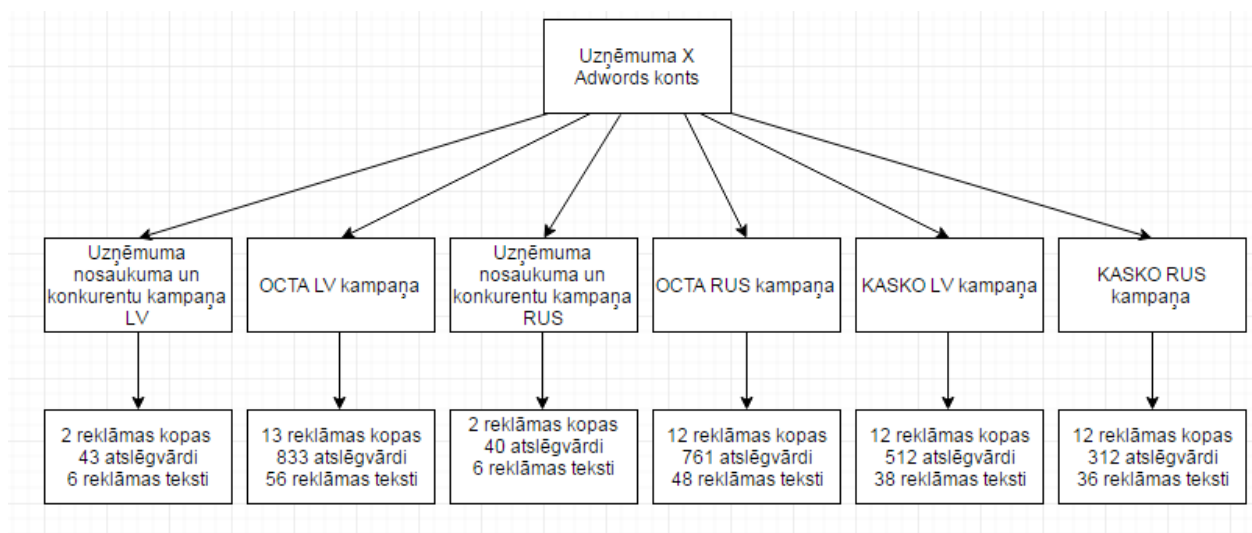 Uzņēmuma X
Adwords konts
Uzņēmuma
nosaukuma un
konkurentu kampaņa
LV
OCTA LV kampaņa
Uzņēmuma
nosaukuma un
konkurentu kampaņa
RUS
OCTA RUS kampaņa
KASKO LV kampaņa
KASKO RUS
kampaņa
2 reklāmas kopas
43 atslēgvārdi
6 reklāmas teksti
13 reklāmas kopas
833 atslēgvārdi
56 reklāmas teksti
2 reklāmas kopas
40 atslēgvārdi
6 reklāmas teksti
12 reklāmas kopas
761 atslēgvārdi
48 reklāmas teksti
12 reklāmas kopas
512 atslēgvārdi
38 reklāmas teksti
12 reklāmas kopas
312 atslēgvārdi
36 reklāmas teksti